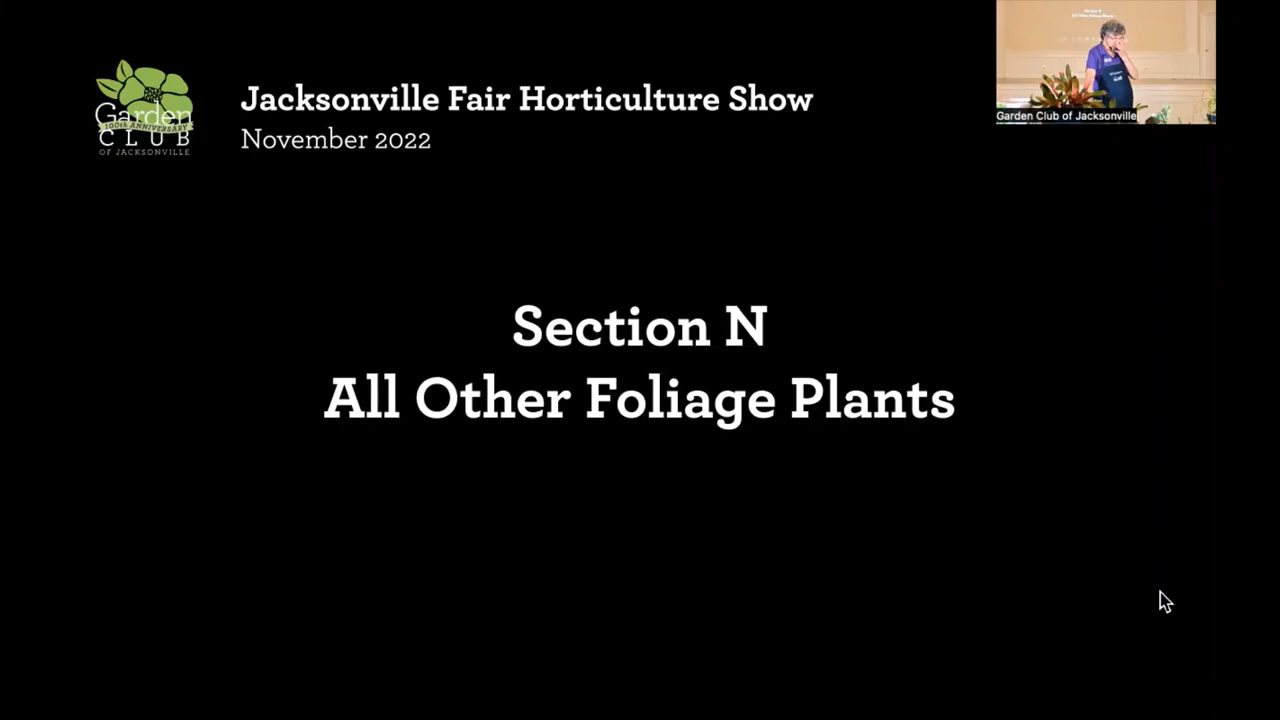 Garden
100th ANNIVERSARY
CLUB
OF JACKSONVILLE
Jacksonville Fair Horticulture Show
November 2022
Garden Club of Jacksonville
Section N
All Other Foliage Plants